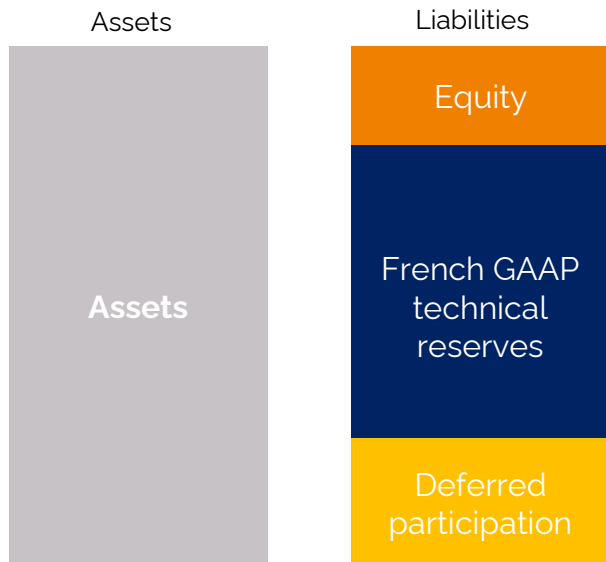 Assets
Liabilities
Equity
Assets
French GAAP
technical
reserves
Deferred
participation